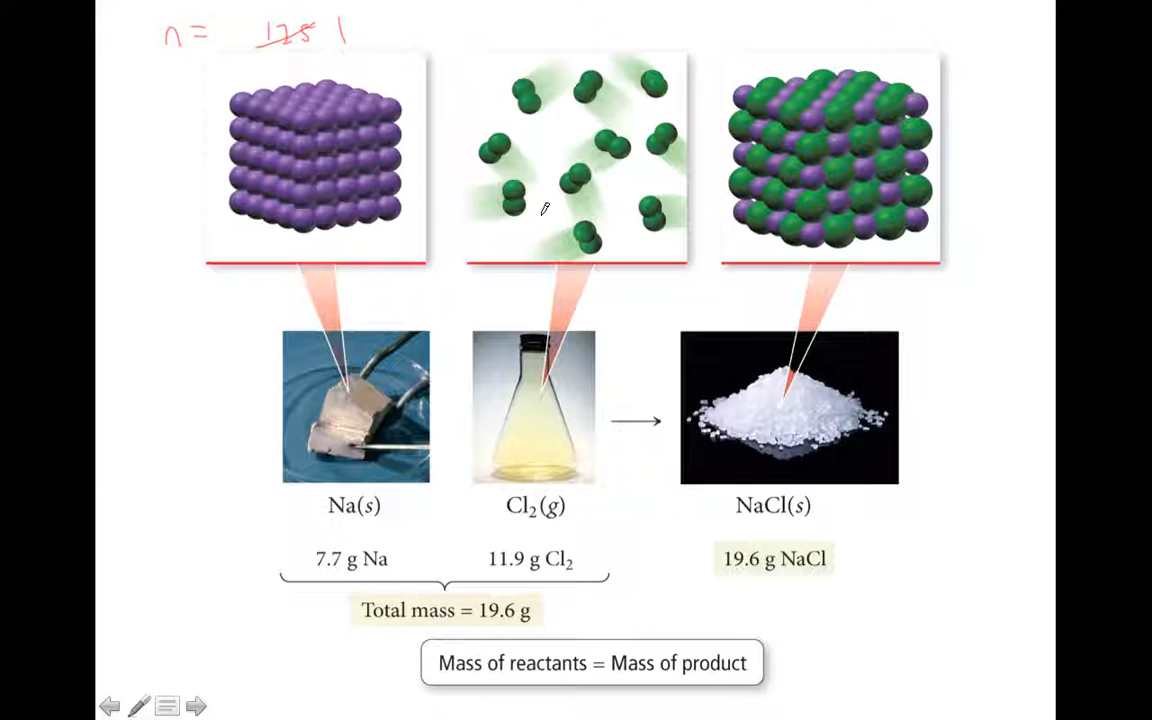 n = 125 1
Na(s) Cl₂(g) NaCl(s)
7.7 g Na 11.9 g Cl₂ 19.6 g NaCl
Total mass = 19.6 g
Mass of reactants = Mass of product